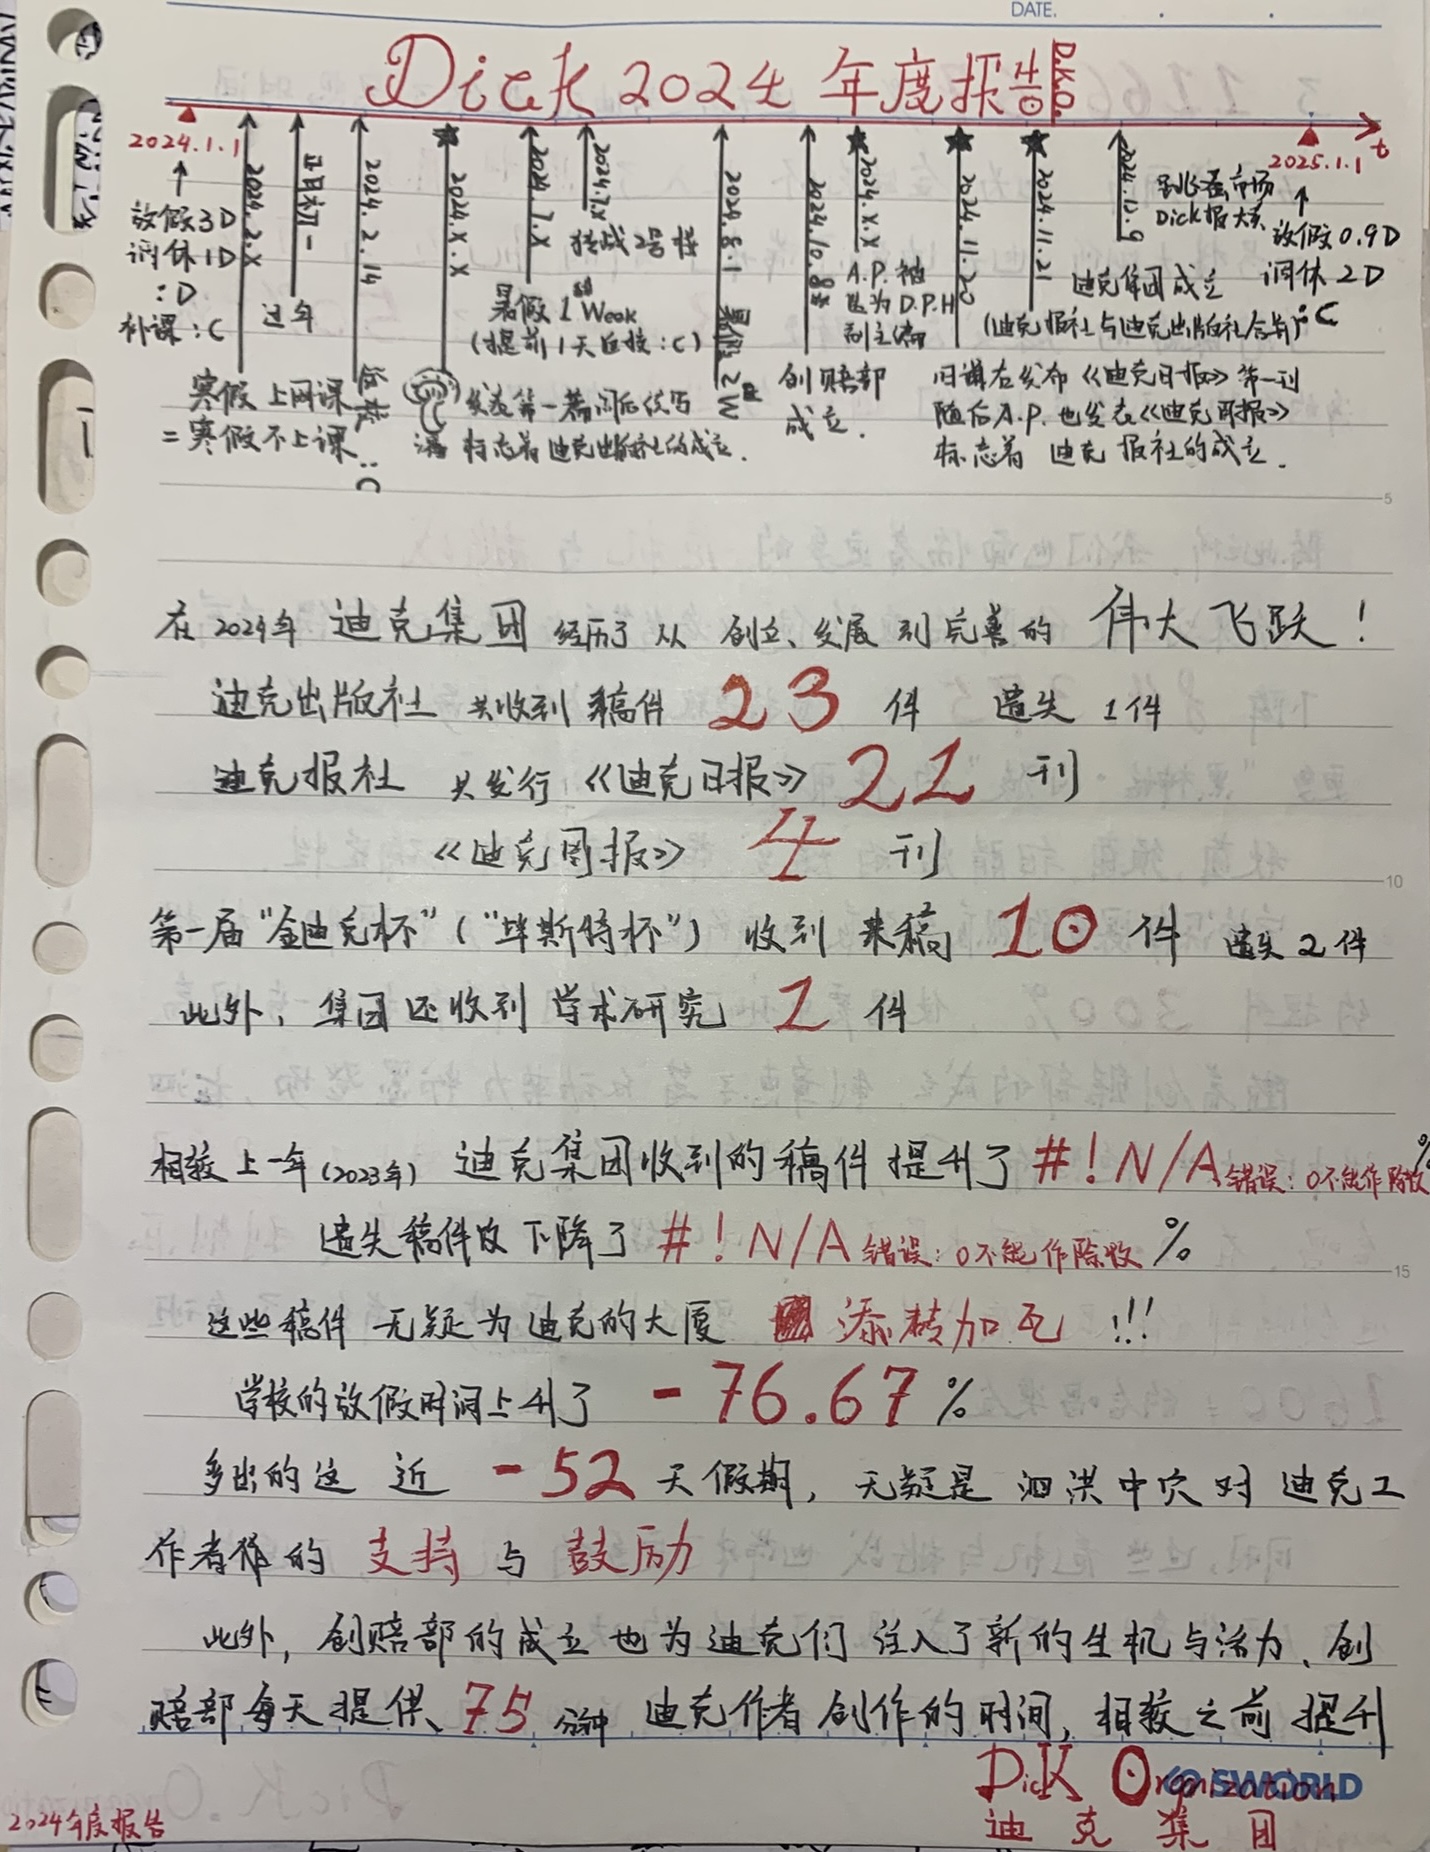 DATE.
Dick 2024 年度报告
D.K.O.
2024.1.1
2025.1.1
t
放假3D
调休1D
:D
补课:C
2024.2.X
寒假上网课
=寒假不上课
正月初一
过年
2024.2.14
:C
2024.X.X
发表第一篇
标志着迪克出版社的成立.
2024.7.X
暑假1Week
(提前1天返校:C)
2024.7.X
转战2号楼
2024.8.1
暑假2W
2024.10.8
创赔部
成立.
2024.X.X
A.P.被
为D.P.H
副主编
2024.11.20
发布《迪克日报》第一刊
随后A.P.也发表《迪克周报》
标志着 迪克报社的成立.
2024.11.21
迪克集团成立
(迪克报社与迪克出版社合并)
2024.12.9
跳蚤市场
Dick报大卖
放假0.9D
调休2D
:C
5
在2024年 迪克集团 经历了从 创立、发展到完善的 伟大飞跃!
迪克出版社 共收到稿件 23 件 遗失1件
迪克报社 共发行《迪克日报》21 刊
《迪克周报》 4 刊
10
第一届“金迪克杯”(“毕斯特杯”) 收到来稿 10 件 遗失2件
此外, 集团还收到 学术研究 1 件
相较上一年(2023年) 迪克集团收到的稿件提升了 #!N/A 错误:0不能作除数 %
遗失稿件数下降了 #!N/A 错误:0不能作除数 %
15
这些稿件 无疑为迪克的大厦 添砖加瓦 !!!
学校的放假时间上升了 -76.67 %
多出的这 近 -52 天假期, 无疑是 泗洪中穴对 迪克工
作者作的 支持 与 鼓励
此外, 创赔部的成立也为迪克们 注入了新的生机与活力、创
赔部每天提供 75 分钟 迪克作者创作的时间, 相较之前提升
Dick Organization
SWORLD
迪克集团
2024年度报告